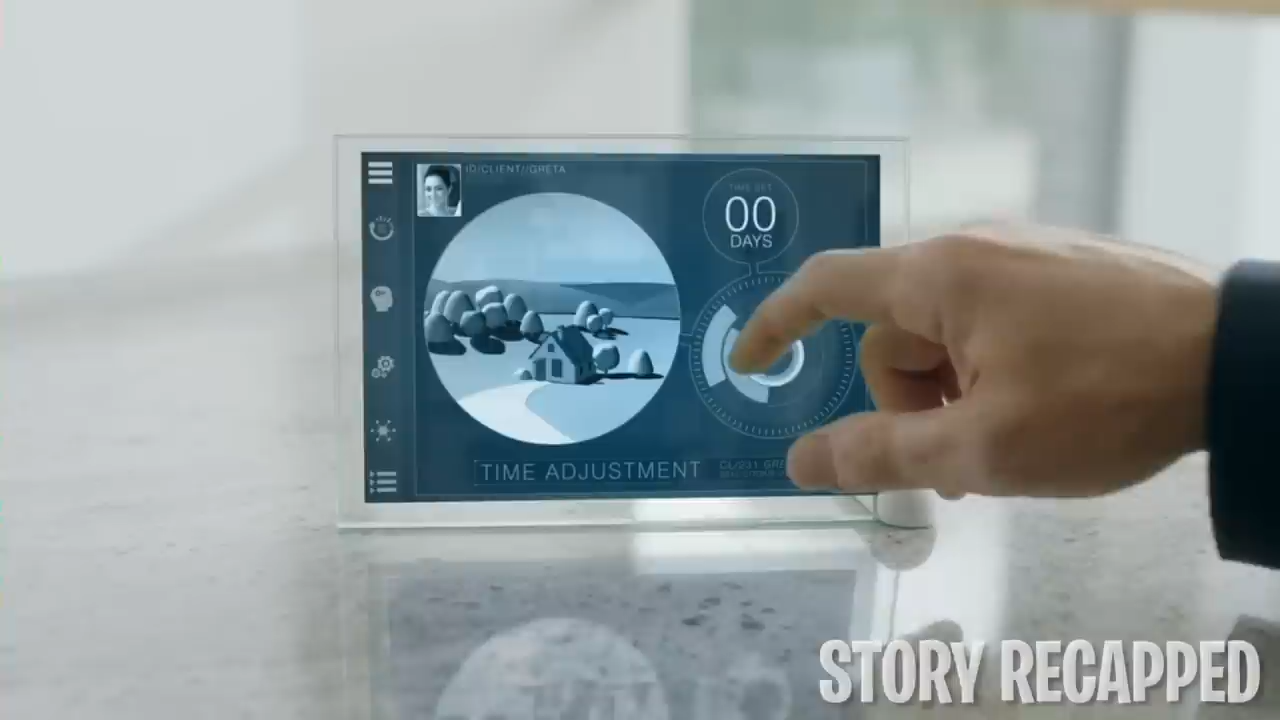 ID/CLIENT//GRETA
TIME SET
00
DAYS
TIME ADJUSTMENT
STORY RECAPPED